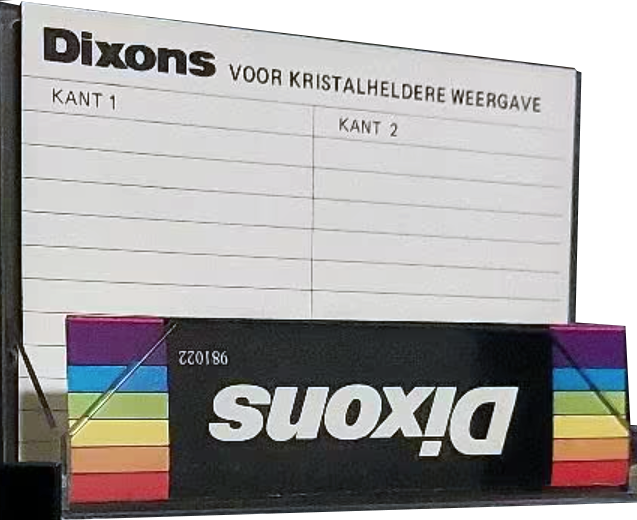 Dixons VOOR KRISTALHELDERE WEERGAVE
KANT 1 KANT 2
981022
Dixons